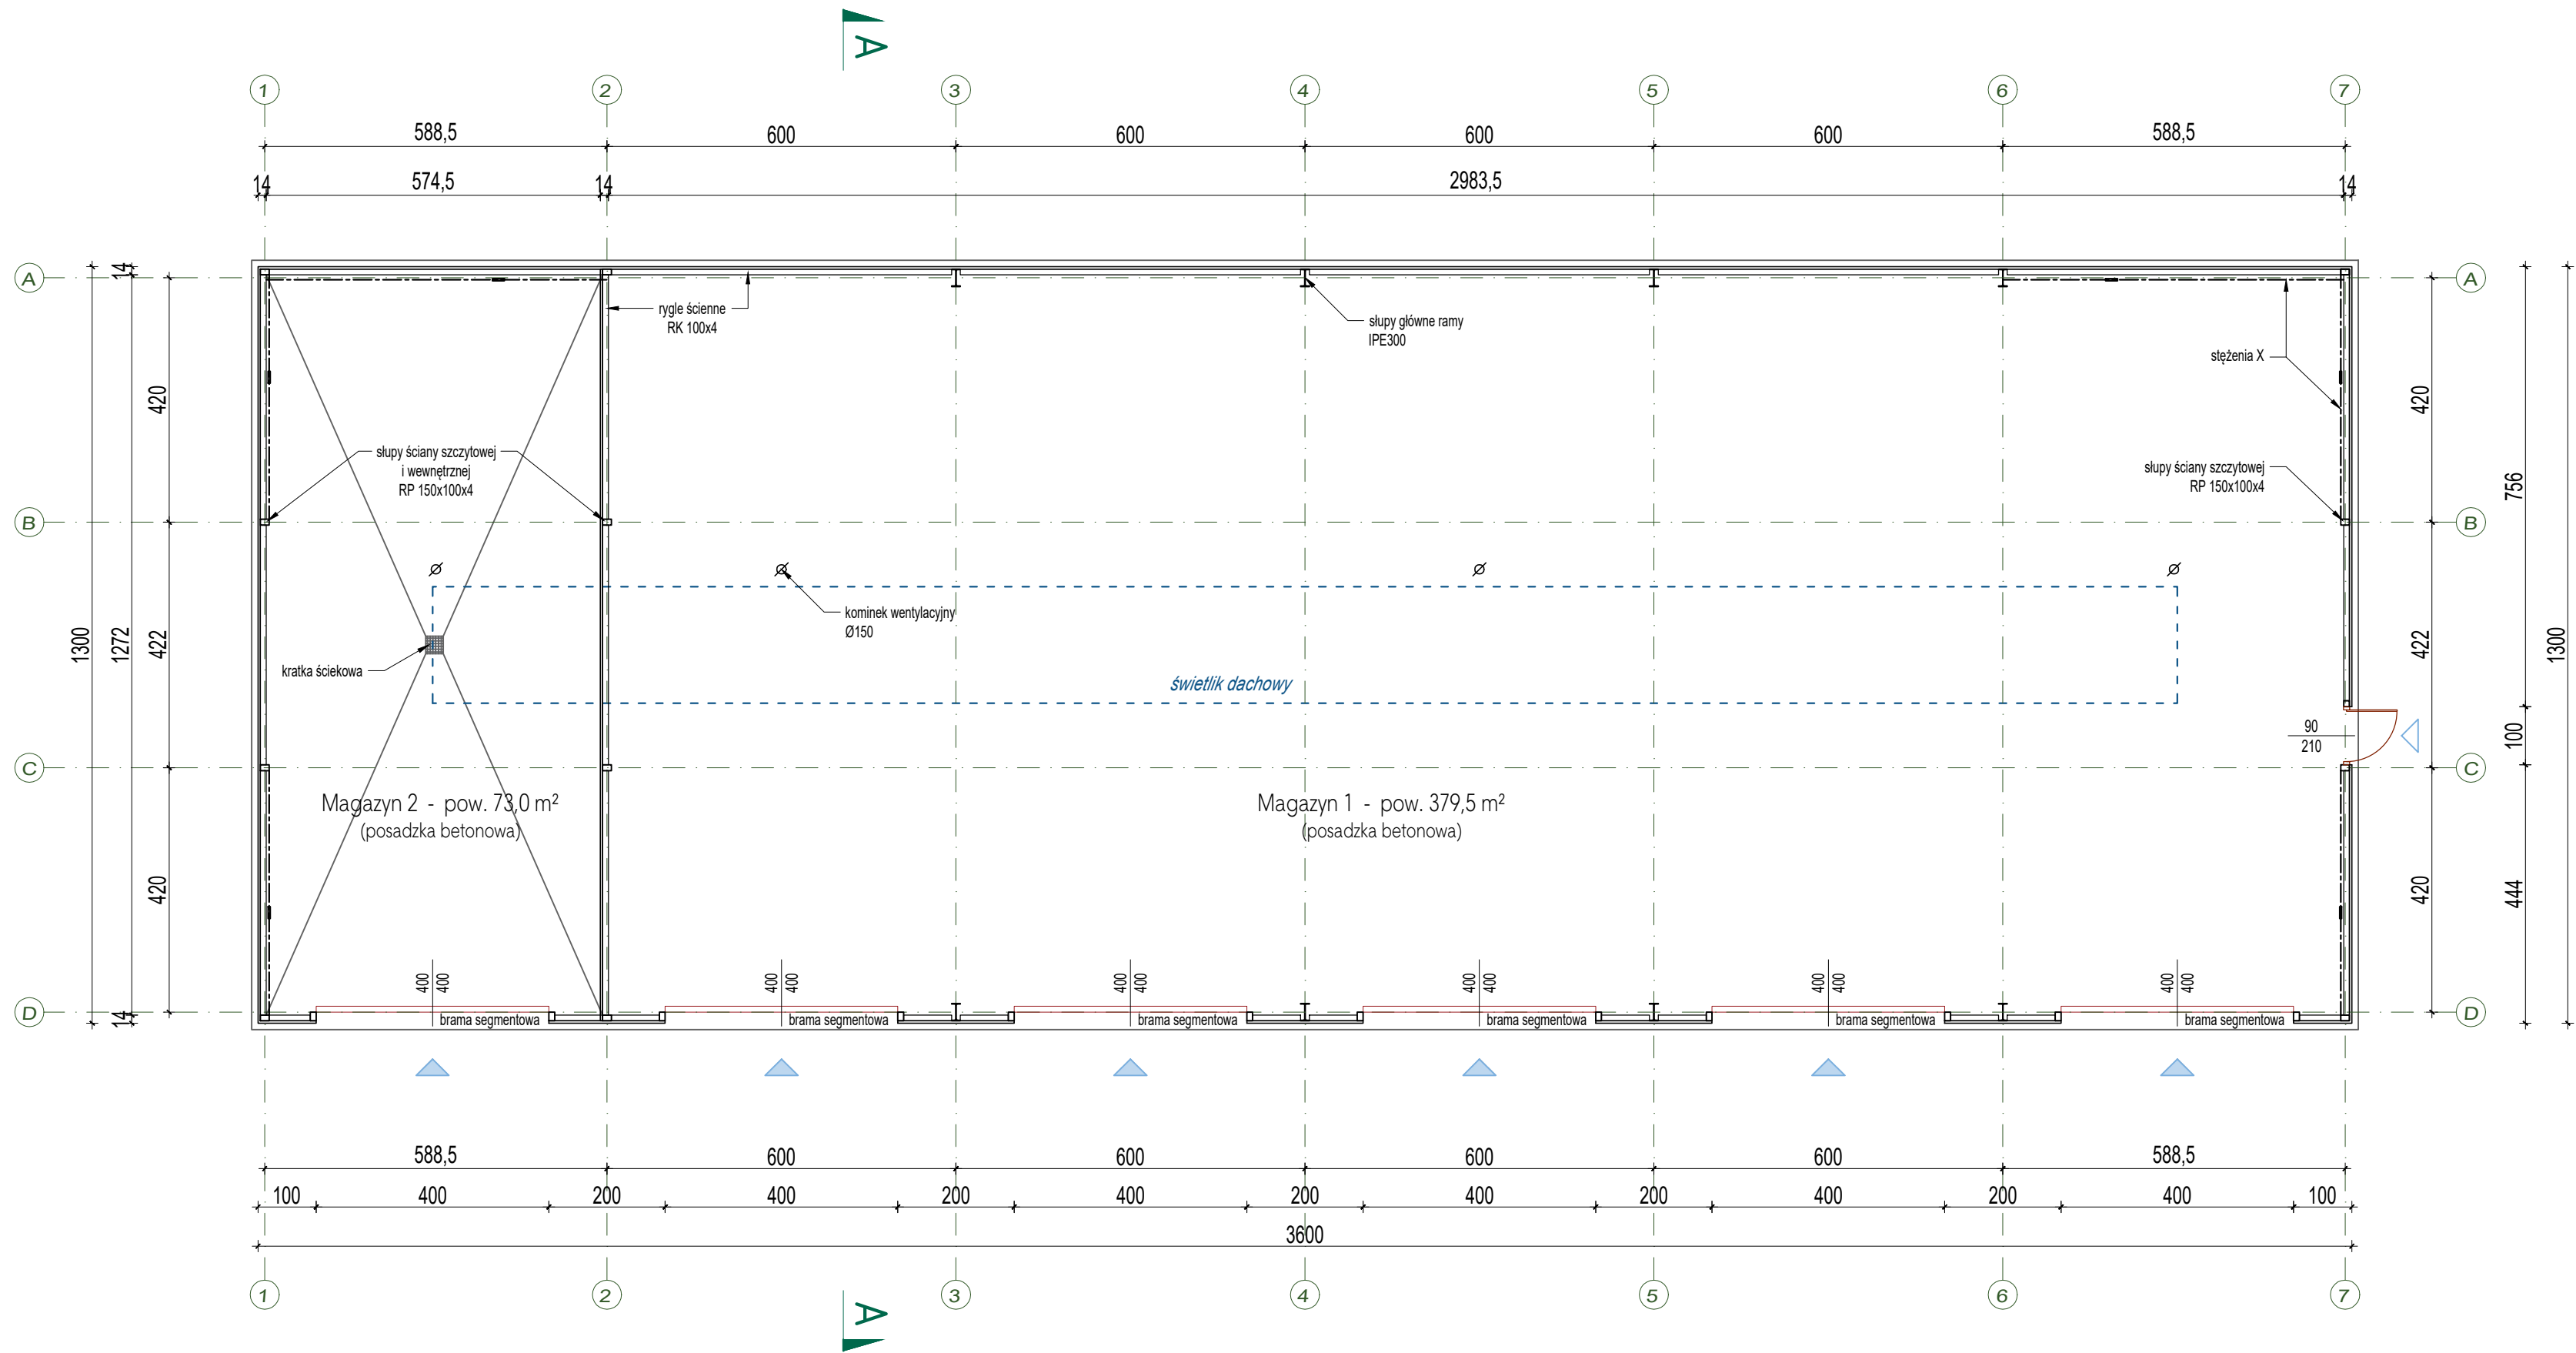 A
1 2 3 4 5 6 7
588,5 600 600 600 600 588,5
14 574,5 14 2983,5 14
A A
14
rygle ścienne
RK 100x4
słupy główne ramy
IPE300
stężenia X
420 420
słupy ściany szczytowej
i wewnętrznej
RP 150x100x4
słupy ściany szczytowej
RP 150x100x4
756
B B
kominek wentylacyjny
Ø150
1300 1272 422 422 1300
kratka ściekowa
świetlik dachowy
90
210
100
C C
Magazyn 2 - pow. 73,0 m²
(posadzka betonowa)
Magazyn 1 - pow. 379,5 m²
(posadzka betonowa)
420 420 444
400 400 400 400 400 400
400 400 400 400 400 400
D D
14
brama segmentowa brama segmentowa brama segmentowa brama segmentowa brama segmentowa brama segmentowa
588,5 600 600 600 600 588,5
100 400 200 400 200 400 200 400 200 400 200 400 100
3600
1 2 3 4 5 6 7
A